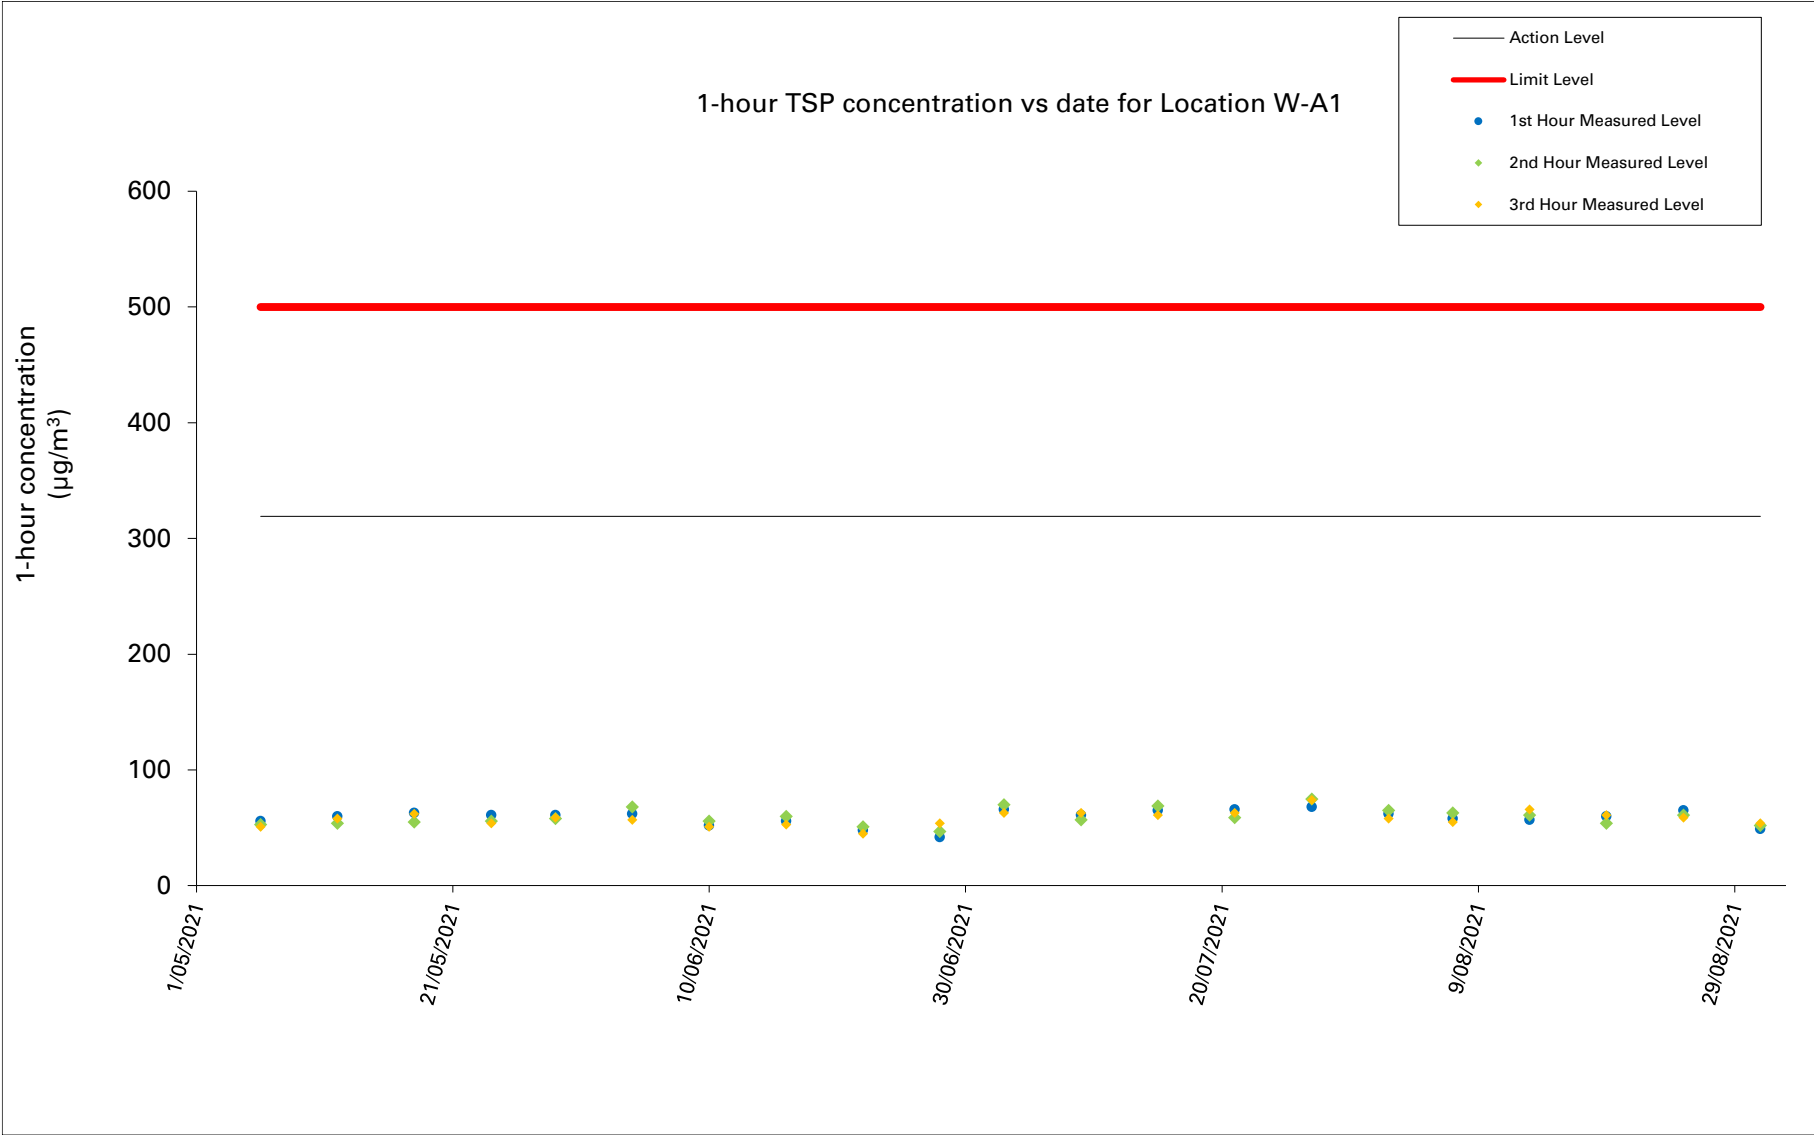 Action Level
Limit Level
1-hour TSP concentration vs date for Location W-A1
1st Hour Measured Level
2nd Hour Measured Level
3rd Hour Measured Level
600
500
400
300
200
100
0
1-hour concentration
(µg/m³)
1/05/2021
21/05/2021
10/06/2021
30/06/2021
20/07/2021
9/08/2021
29/08/2021